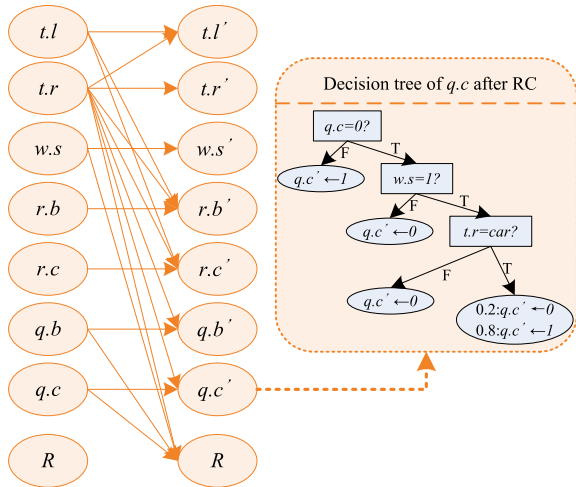 t.l
t.l´
t.r
t.r´
w.s
w.s´
r.b
r.b´
r.c
r.c´
q.b
q.b´
q.c
q.c´
R
R
Decision tree of q.c after RC
q.c=0?
F
T
q.c´←1
w.s=1?
F
T
q.c´←0
t.r=car?
F
T
q.c´←0
0.2:q.c´←0
0.8:q.c´←1